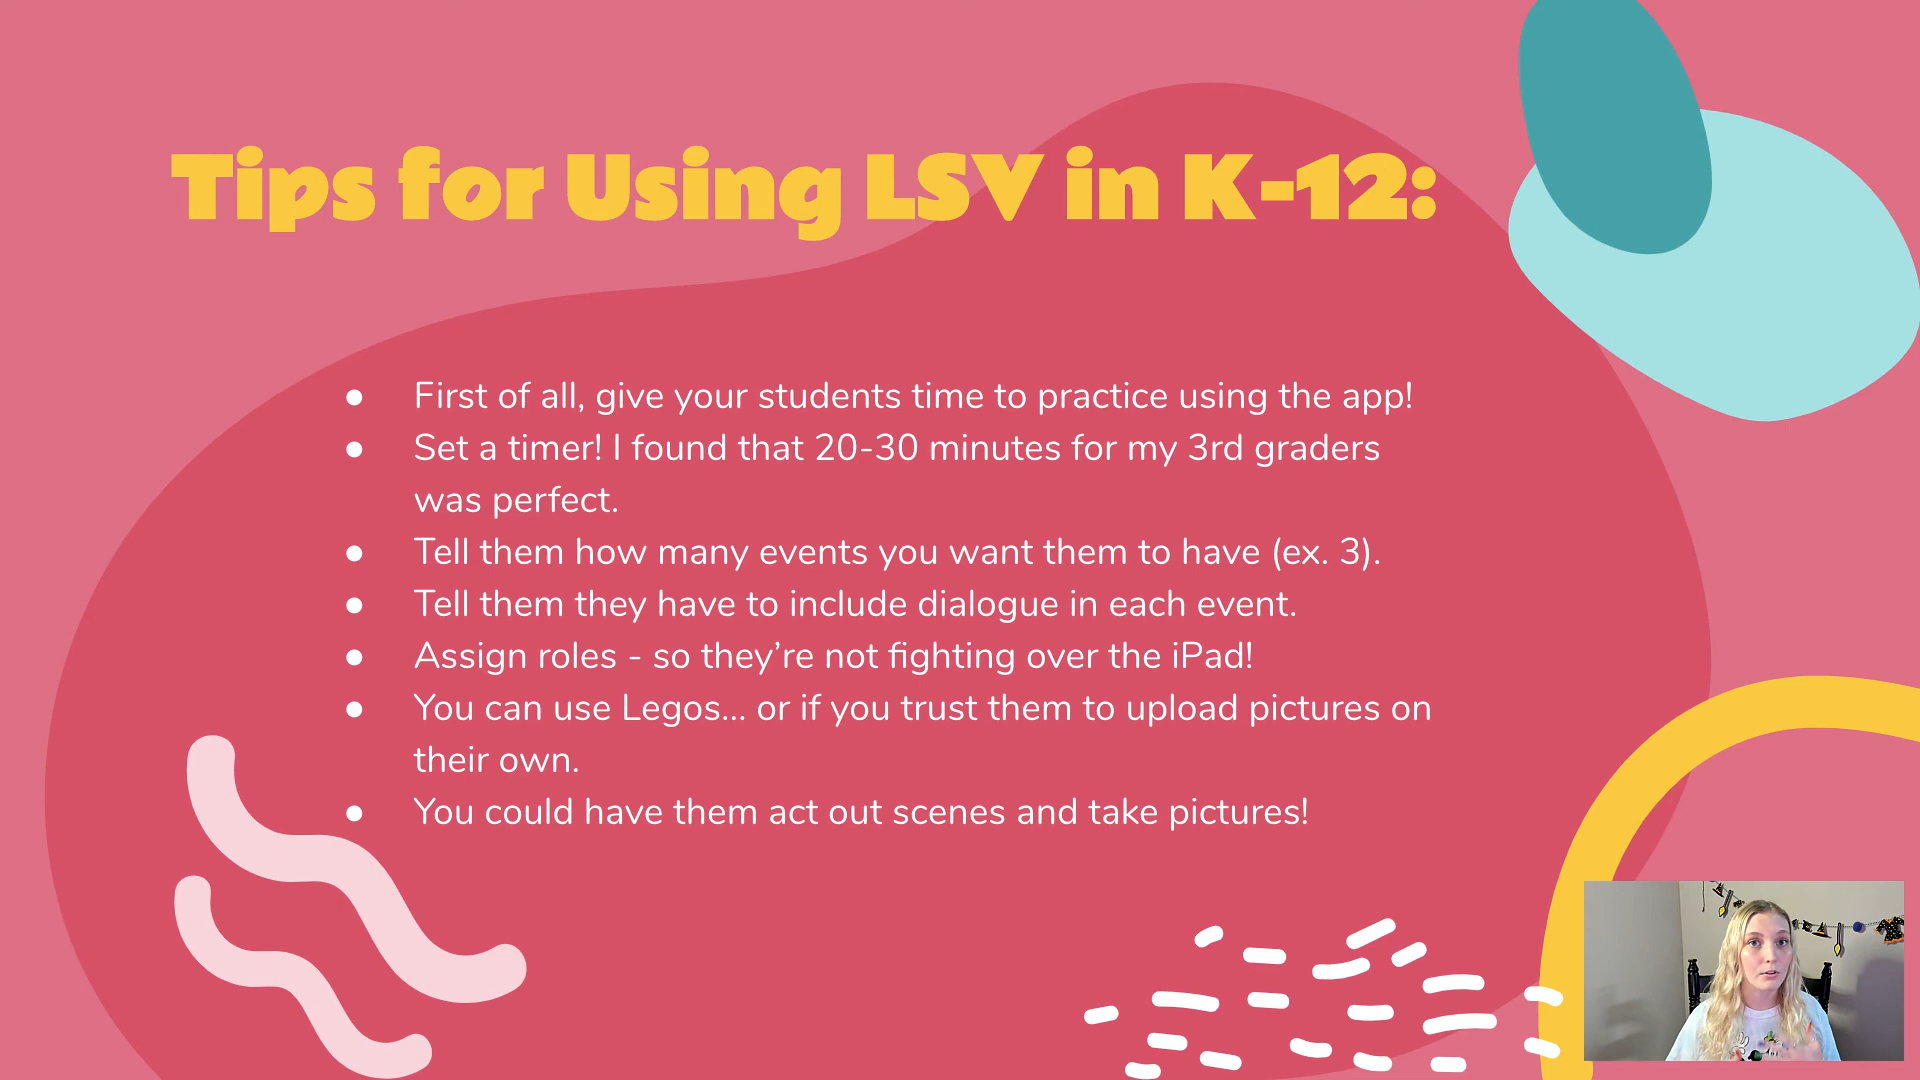 Tips for Using LSV in K-12:
● First of all, give your students time to practice using the app!
● Set a timer! I found that 20-30 minutes for my 3rd graders
was perfect.
● Tell them how many events you want them to have (ex. 3).
● Tell them they have to include dialogue in each event.
● Assign roles - so they’re not fighting over the iPad!
● You can use Legos... or if you trust them to upload pictures on
their own.
● You could have them act out scenes and take pictures!